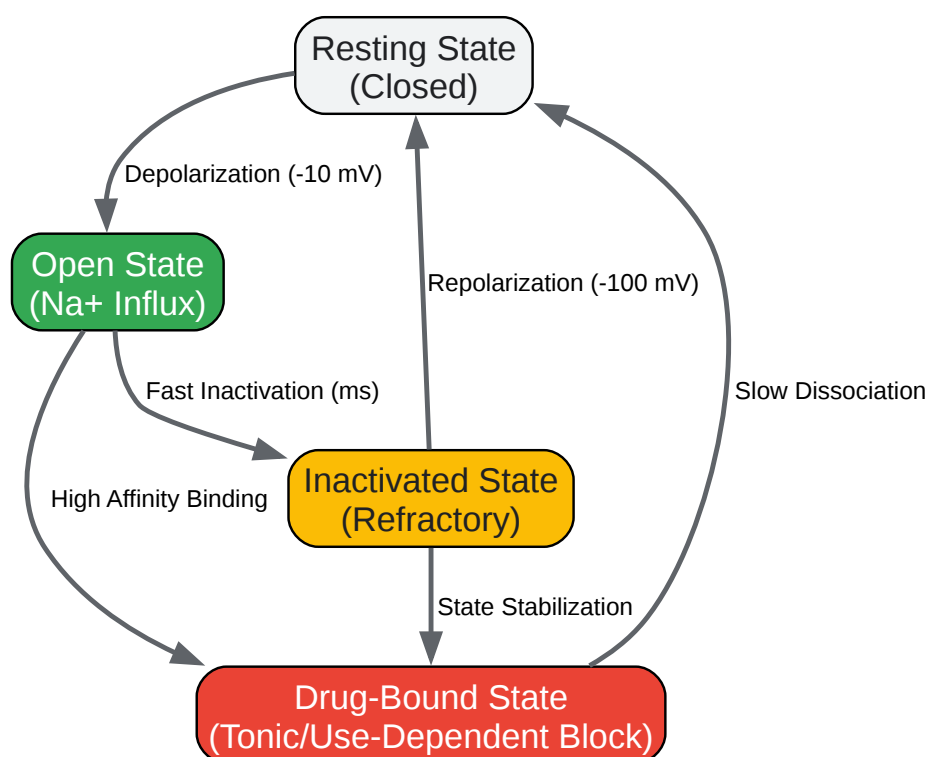 Resting State
(Closed)
Depolarization (-10 mV)
Open State
(Na+ Influx)
Repolarization (-100 mV)
Fast Inactivation (ms)
Slow Dissociation
Inactivated State
(Refractory)
High Affinity Binding
State Stabilization
Drug-Bound State
(Tonic/Use-Dependent Block)